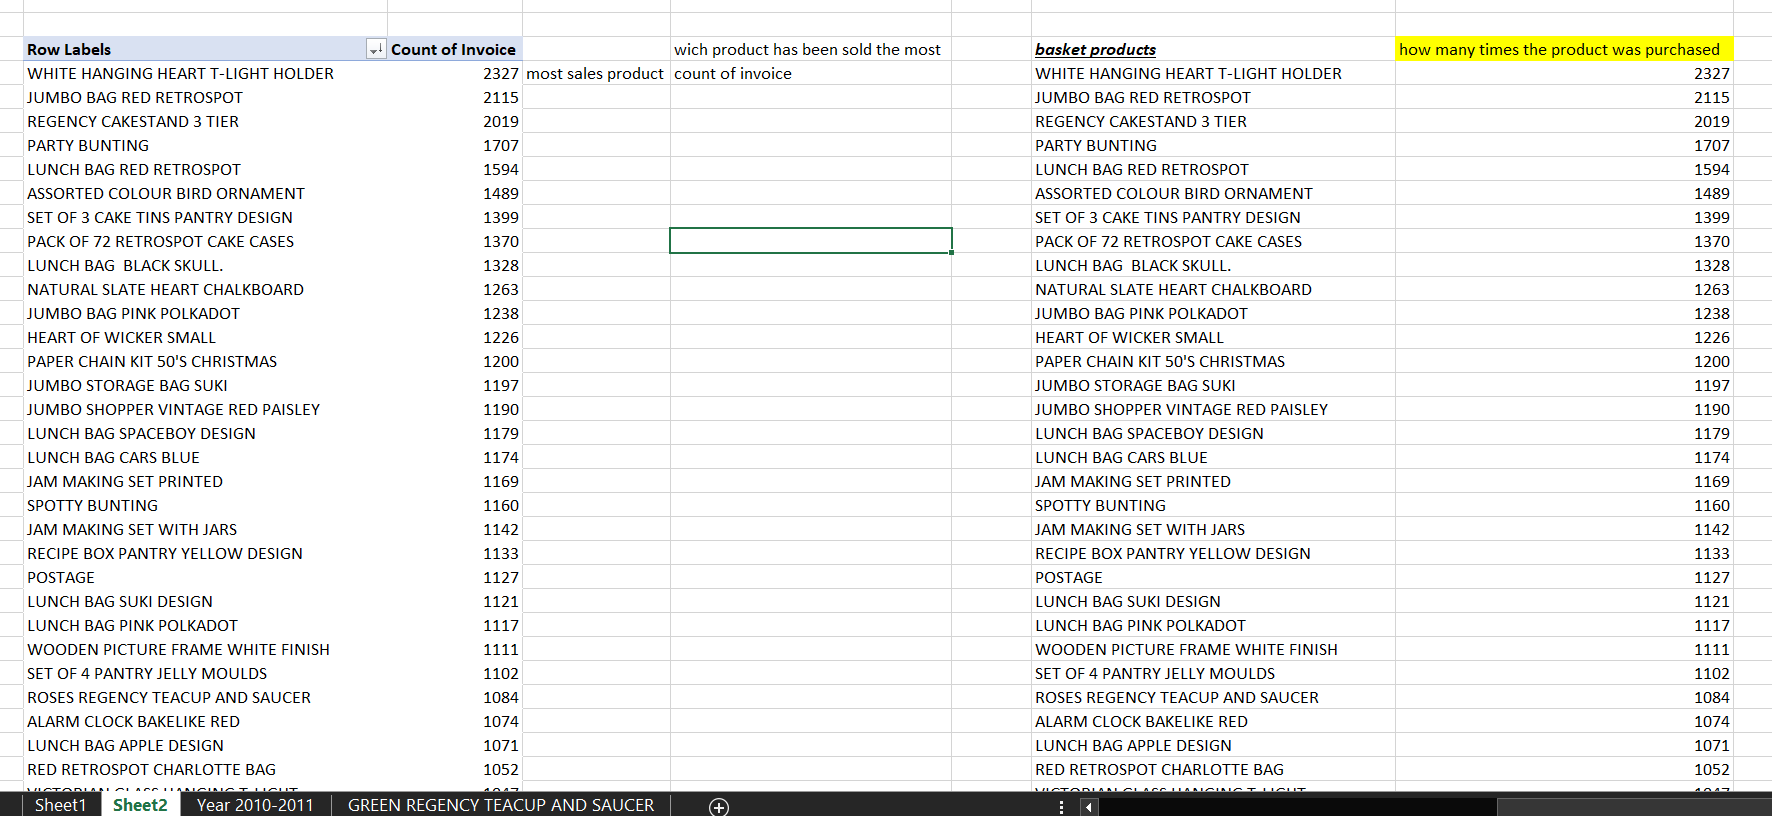 Row Labels Count of Invoice wich product has been sold the most basket products how many times the product was purchased
WHITE HANGING HEART T-LIGHT HOLDER 2327 most sales product count of invoice WHITE HANGING HEART T-LIGHT HOLDER 2327
JUMBO BAG RED RETROSPOT 2115 JUMBO BAG RED RETROSPOT 2115
REGENCY CAKESTAND 3 TIER 2019 REGENCY CAKESTAND 3 TIER 2019
PARTY BUNTING 1707 PARTY BUNTING 1707
LUNCH BAG RED RETROSPOT 1594 LUNCH BAG RED RETROSPOT 1594
ASSORTED COLOUR BIRD ORNAMENT 1489 ASSORTED COLOUR BIRD ORNAMENT 1489
SET OF 3 CAKE TINS PANTRY DESIGN 1399 SET OF 3 CAKE TINS PANTRY DESIGN 1399
PACK OF 72 RETROSPOT CAKE CASES 1370 PACK OF 72 RETROSPOT CAKE CASES 1370
LUNCH BAG  BLACK SKULL. 1328 LUNCH BAG  BLACK SKULL. 1328
NATURAL SLATE HEART CHALKBOARD 1263 NATURAL SLATE HEART CHALKBOARD 1263
JUMBO BAG PINK POLKADOT 1238 JUMBO BAG PINK POLKADOT 1238
HEART OF WICKER SMALL 1226 HEART OF WICKER SMALL 1226
PAPER CHAIN KIT 50'S CHRISTMAS 1200 PAPER CHAIN KIT 50'S CHRISTMAS 1200
JUMBO STORAGE BAG SUKI 1197 JUMBO STORAGE BAG SUKI 1197
JUMBO SHOPPER VINTAGE RED PAISLEY 1190 JUMBO SHOPPER VINTAGE RED PAISLEY 1190
LUNCH BAG SPACEBOY DESIGN 1179 LUNCH BAG SPACEBOY DESIGN 1179
LUNCH BAG CARS BLUE 1174 LUNCH BAG CARS BLUE 1174
JAM MAKING SET PRINTED 1169 JAM MAKING SET PRINTED 1169
SPOTTY BUNTING 1160 SPOTTY BUNTING 1160
JAM MAKING SET WITH JARS 1142 JAM MAKING SET WITH JARS 1142
RECIPE BOX PANTRY YELLOW DESIGN 1133 RECIPE BOX PANTRY YELLOW DESIGN 1133
POSTAGE 1127 POSTAGE 1127
LUNCH BAG SUKI DESIGN 1121 LUNCH BAG SUKI DESIGN 1121
LUNCH BAG PINK POLKADOT 1117 LUNCH BAG PINK POLKADOT 1117
WOODEN PICTURE FRAME WHITE FINISH 1111 WOODEN PICTURE FRAME WHITE FINISH 1111
SET OF 4 PANTRY JELLY MOULDS 1102 SET OF 4 PANTRY JELLY MOULDS 1102
ROSES REGENCY TEACUP AND SAUCER 1084 ROSES REGENCY TEACUP AND SAUCER 1084
ALARM CLOCK BAKELIKE RED 1074 ALARM CLOCK BAKELIKE RED 1074
LUNCH BAG APPLE DESIGN 1071 LUNCH BAG APPLE DESIGN 1071
RED RETROSPOT CHARLOTTE BAG 1052 RED RETROSPOT CHARLOTTE BAG 1052
Sheet1 Sheet2 Year 2010-2011 GREEN REGENCY TEACUP AND SAUCER